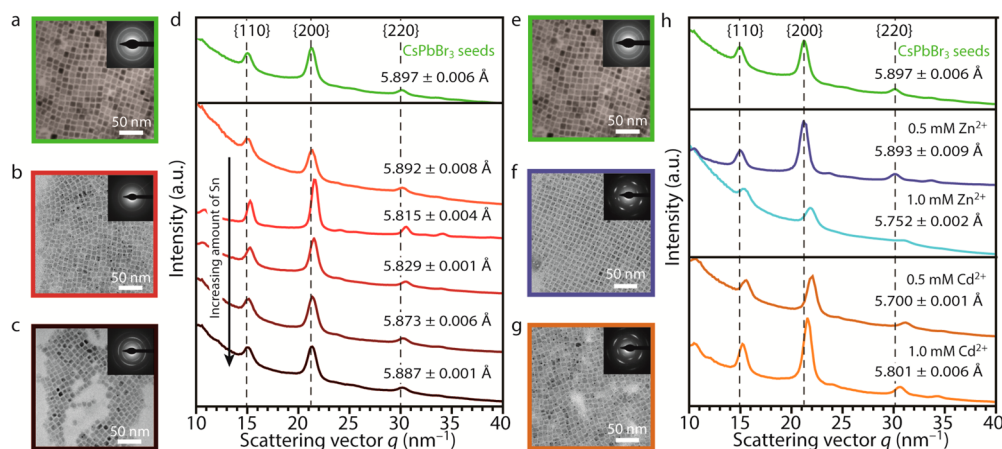 a
50 nm
b
50 nm
c
50 nm
d
{110}
{200}
{220}
CsPbBr₃ seeds
5.897 ± 0.006 Å
5.892 ± 0.008 Å
5.815 ± 0.004 Å
5.829 ± 0.001 Å
5.873 ± 0.006 Å
5.887 ± 0.001 Å
Increasing amount of Sn
Intensity (a.u.)
10 15 20 25 30 35 40
Scattering vector q (nm⁻¹)
e
50 nm
f
50 nm
g
50 nm
h
{110}
{200}
{220}
CsPbBr₃ seeds
5.897 ± 0.006 Å
0.5 mM Zn²⁺
5.893 ± 0.009 Å
1.0 mM Zn²⁺
5.752 ± 0.002 Å
0.5 mM Cd²⁺
5.700 ± 0.001 Å
1.0 mM Cd²⁺
5.801 ± 0.006 Å
Intensity (a.u.)
10 15 20 25 30 35 40
Scattering vector q (nm⁻¹)